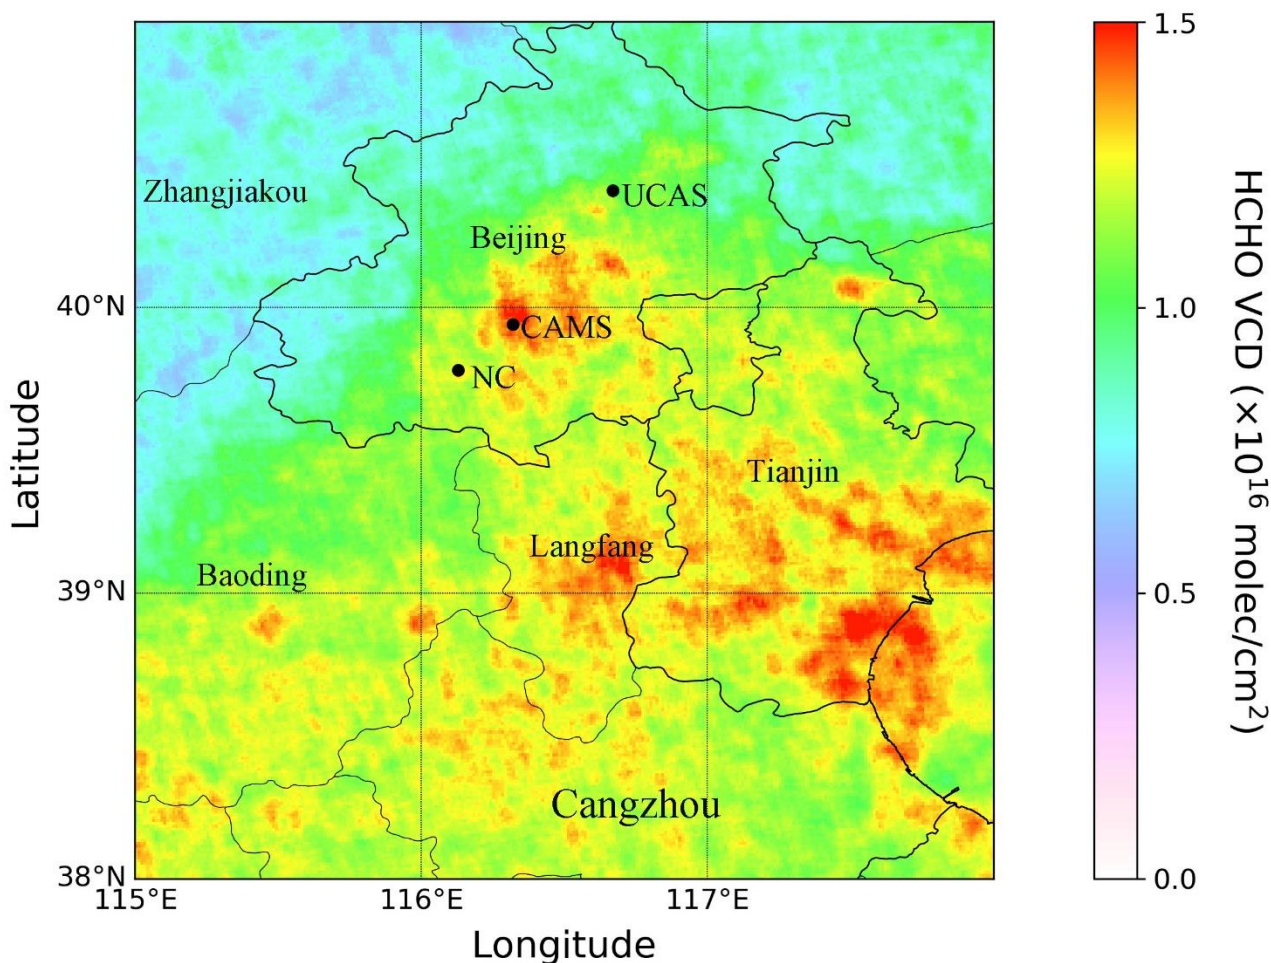 Zhangjiakou
UCAS
Beijing
CAMS
NC
Tianjin
Langfang
Baoding
Cangzhou
40°N
39°N
38°N
115°E
116°E
117°E
Latitude
Longitude
1.5
1.0
0.5
0.0
HCHO VCD (×10¹⁶ molec/cm²)